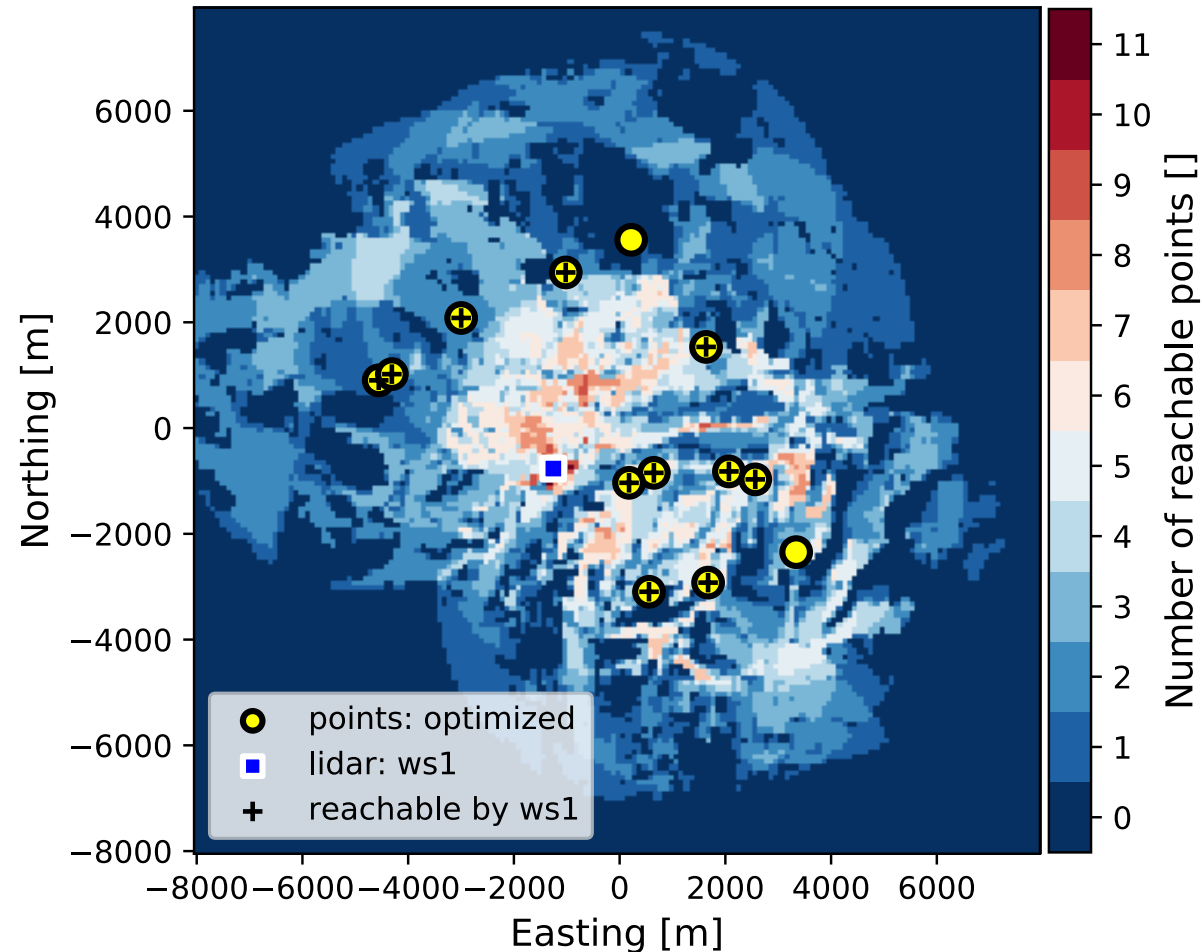 6000
4000
2000
0
−2000
−4000
−6000
−8000
Northing [m]
points: optimized
lidar: ws1
reachable by ws1
−8000 −6000 −4000 −2000 0 2000 4000 6000
Easting [m]
11
10
9
8
7
6
5
4
3
2
1
0
Number of reachable points []